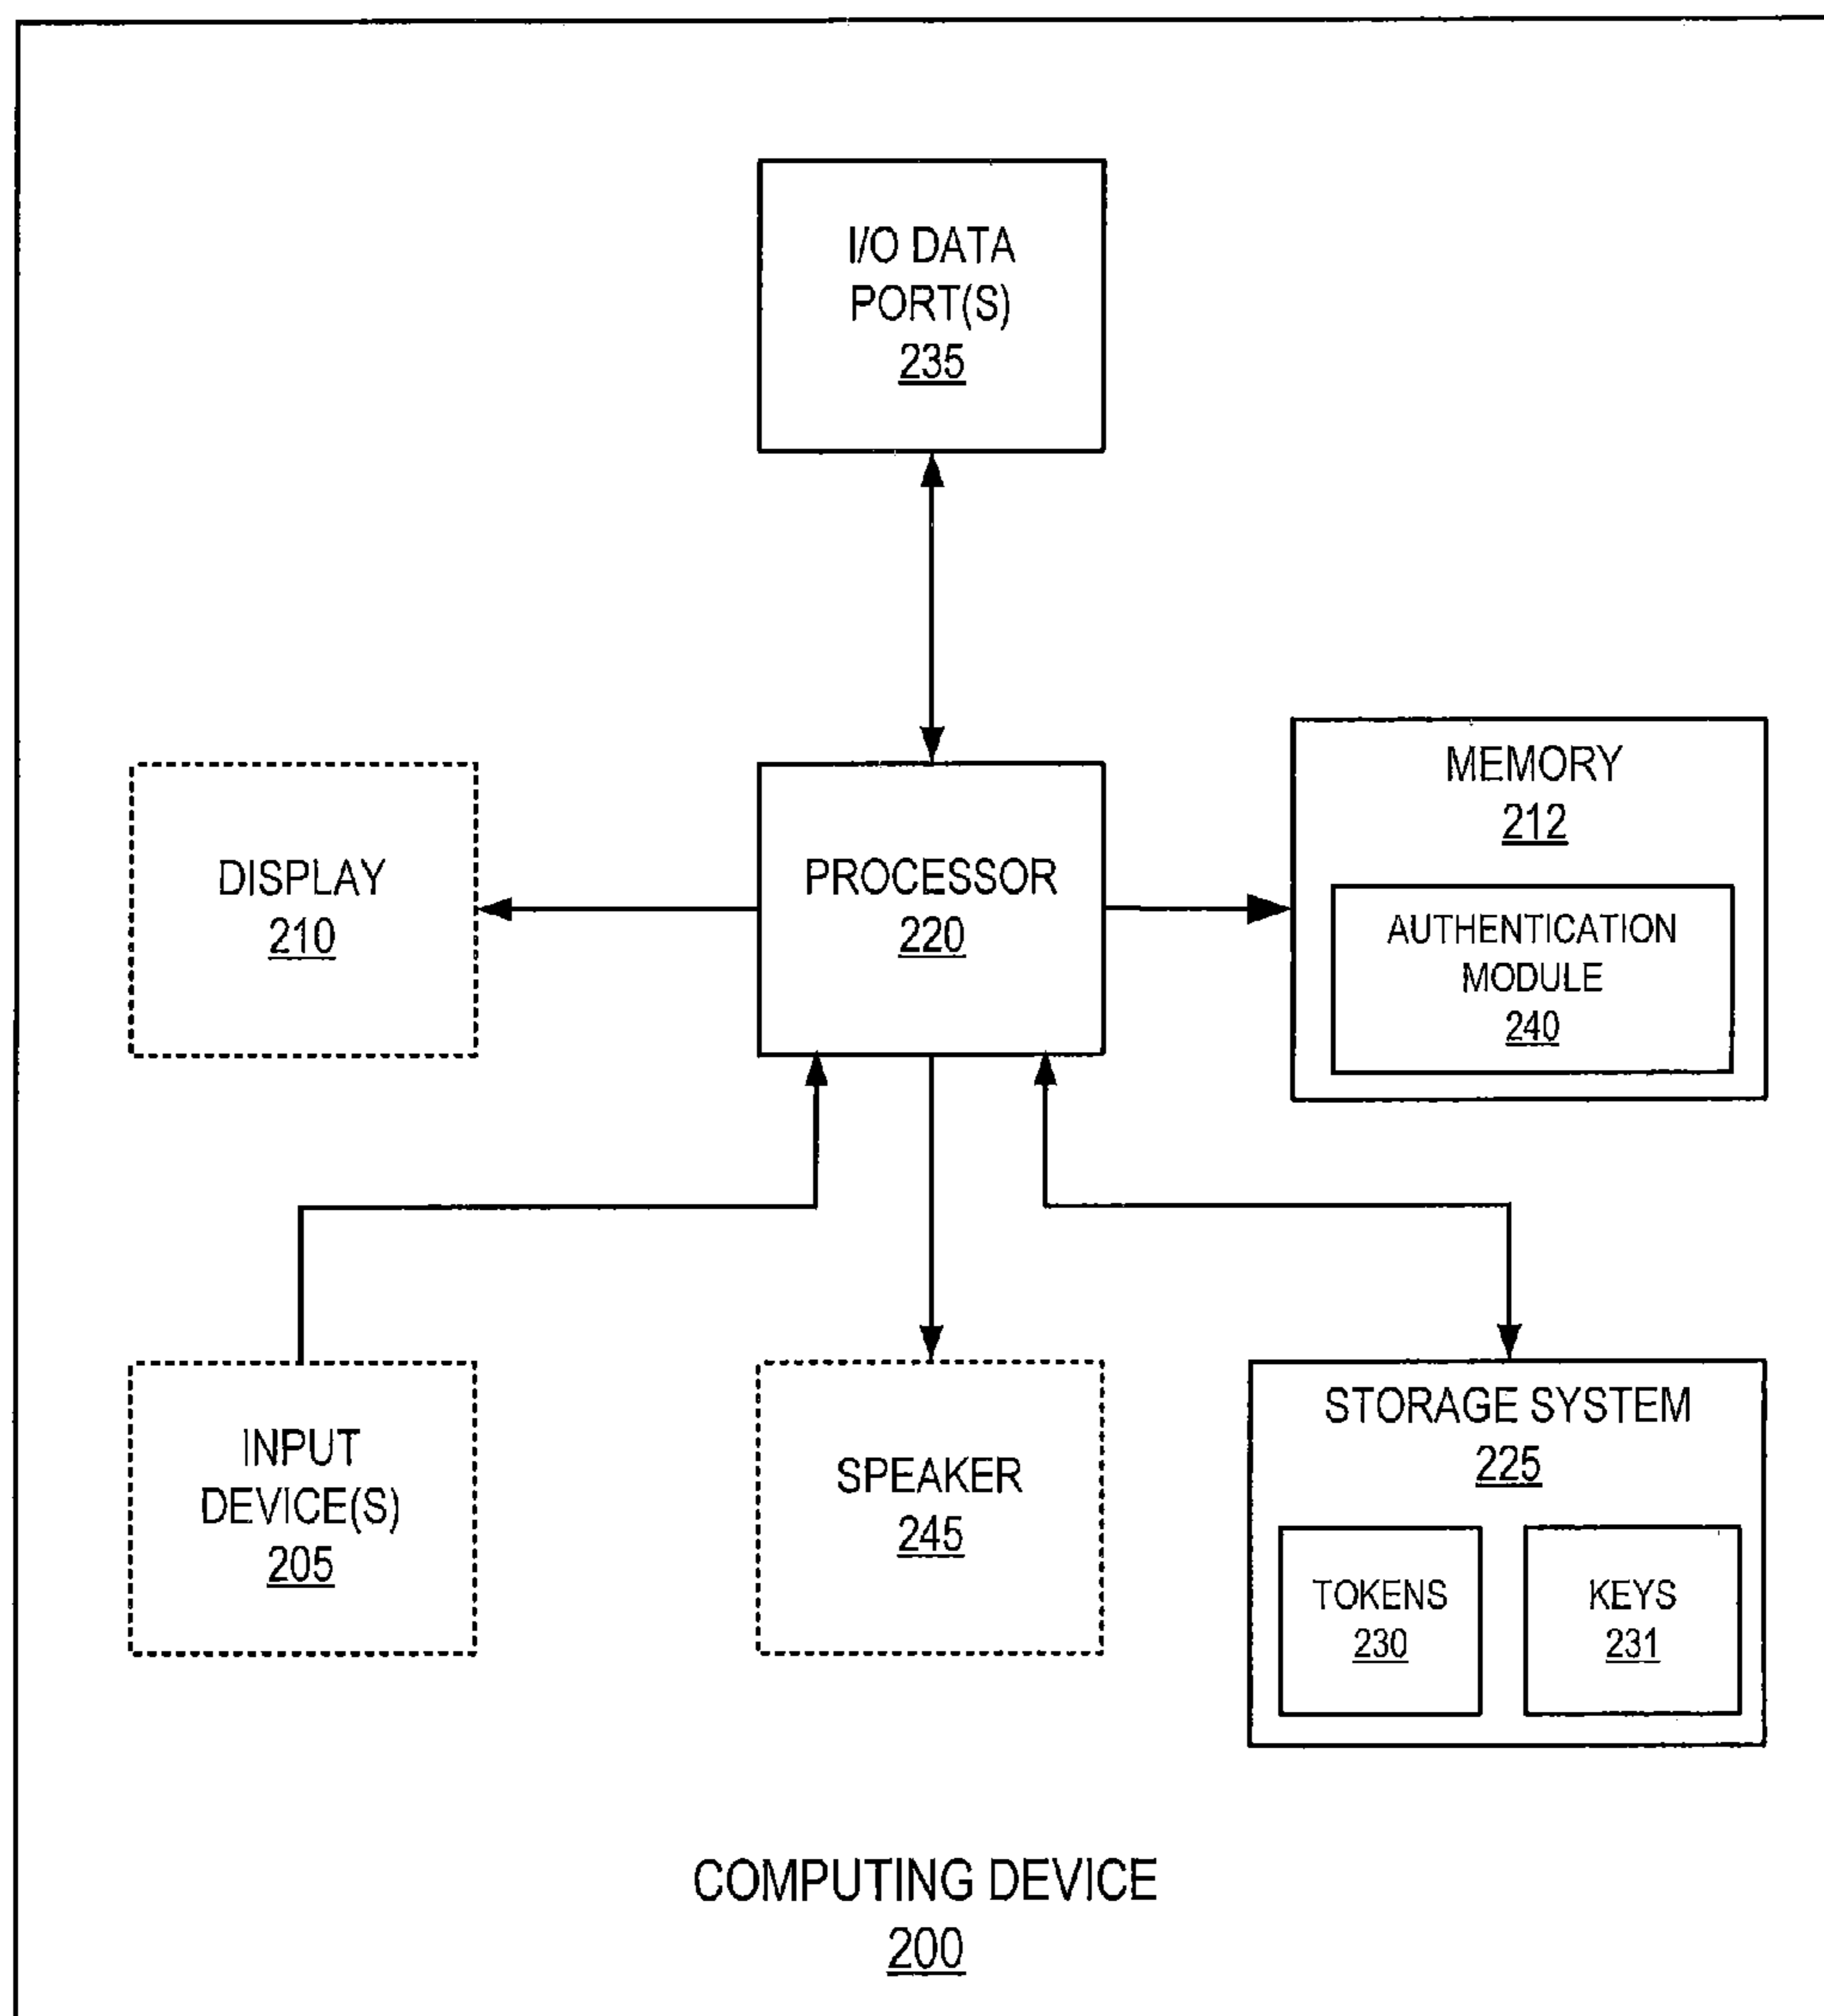 I/O DATA
PORT(S)
235
DISPLAY
210
PROCESSOR
220
MEMORY
212
AUTHENTICATION
MODULE
240
INPUT
DEVICE(S)
205
SPEAKER
245
STORAGE SYSTEM
225
TOKENS
230
KEYS
231
COMPUTING DEVICE
200